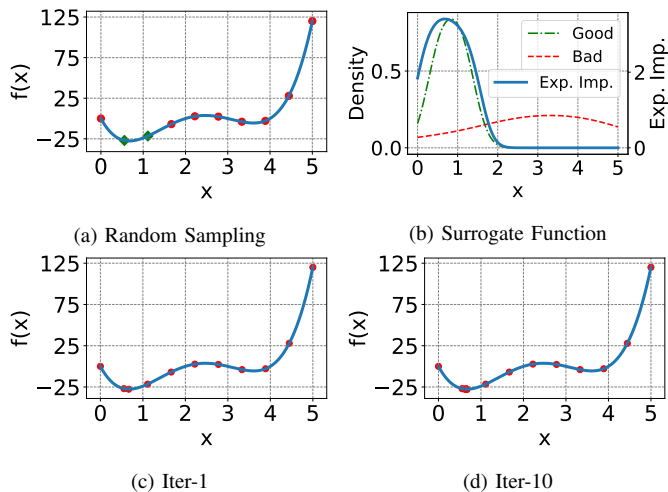 125
75
25
−25
f(x)
0 1 2 3 4 5
x
(a) Random Sampling
0.5
0.0
Density
Good
Bad
Exp. Imp.
2
0
Exp. Imp.
0 1 2 3 4 5
x
(b) Surrogate Function
125
75
25
−25
f(x)
0 1 2 3 4 5
x
(c) Iter-1
125
75
25
−25
f(x)
0 1 2 3 4 5
x
(d) Iter-10